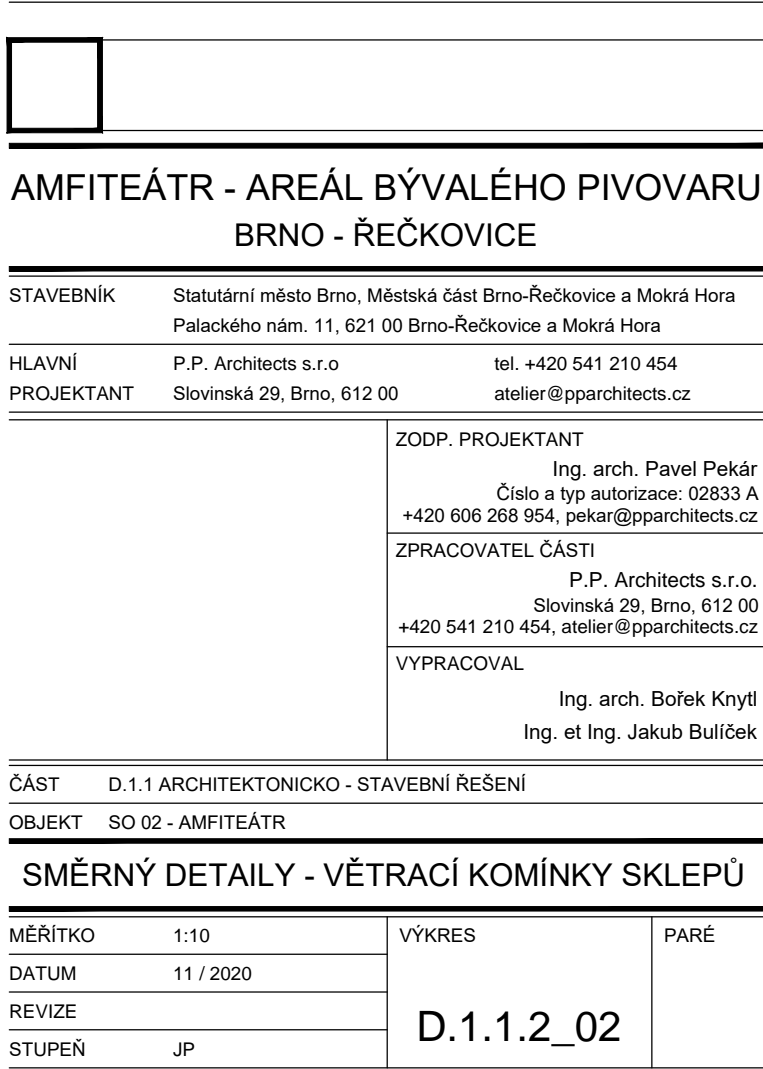 AMFITEÁTR - AREÁL BÝVALÉHO PIVOVARU
BRNO - ŘEČKOVICE
STAVEBNÍK Statutární město Brno, Městská část Brno-Řečkovice a Mokrá Hora
Palackého nám. 11, 621 00 Brno-Řečkovice a Mokrá Hora
HLAVNÍ P.P. Architects s.r.o tel. +420 541 210 454
PROJEKTANT Slovinská 29, Brno, 612 00 atelier@pparchitects.cz
ZODP. PROJEKTANT
Ing. arch. Pavel Pekár
Číslo a typ autorizace: 02833 A
+420 606 268 954, pekar@pparchitects.cz
ZPRACOVATEL ČÁSTI
P.P. Architects s.r.o.
Slovinská 29, Brno, 612 00
+420 541 210 454, atelier@pparchitects.cz
VYPRACOVAL
Ing. arch. Bořek Knytl
Ing. et Ing. Jakub Bulíček
ČÁST D.1.1 ARCHITEKTONICKO - STAVEBNÍ ŘEŠENÍ
OBJEKT SO 02 - AMFITEÁTR
SMĚRNÝ DETAILY - VĚTRACÍ KOMÍNKY SKLEPŮ
MĚŘÍTKO 1:10
DATUM 11 / 2020
REVIZE
STUPEŇ JP
VÝKRES
D.1.1.2_02
PARÉ